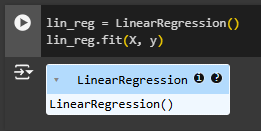 lin_reg = LinearRegression()
lin_reg.fit(X, y)
LinearRegression i ?
LinearRegression()